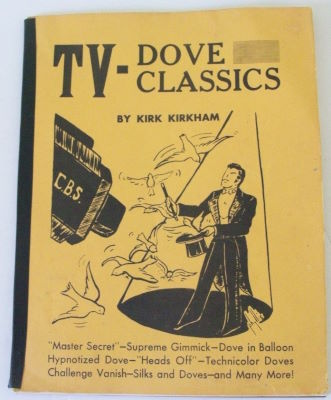 TV-DOVE
CLASSICS
BY KIRK KIRKHAM
C.B.S.
"Master Secret"—Supreme Gimmick—Dove in Balloon
Hypnotized Dove—"Heads Off"—Technicolor Doves
Challenge Vanish—Silks and Doves—and Many More!